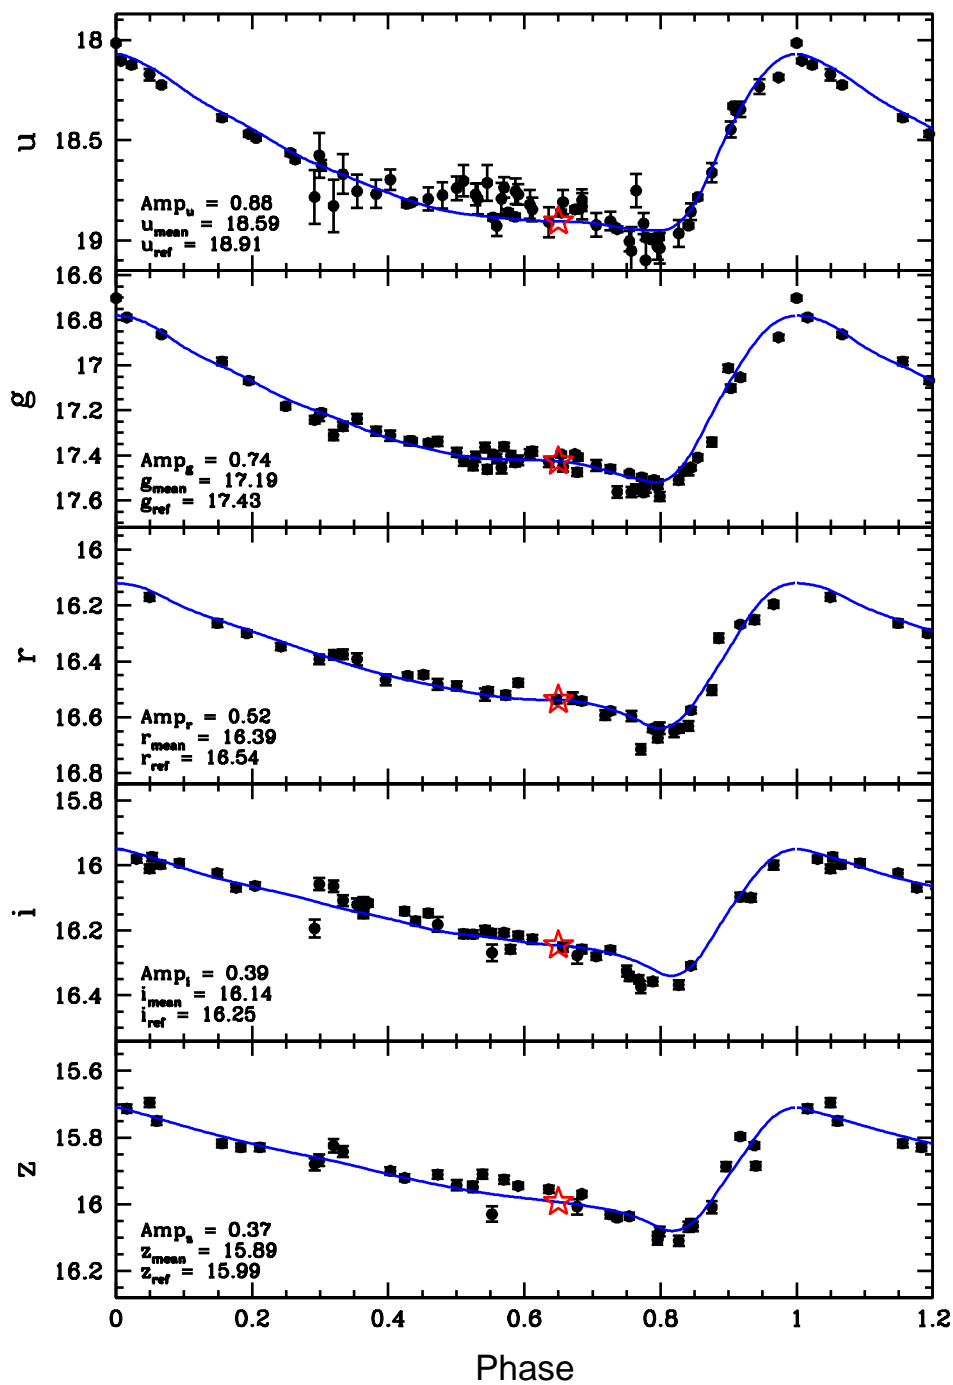 18
18.5
19
u
Amp_u = 0.88
u_mean = 18.59
u_ref = 18.91
16.6
16.8
17
17.2
17.4
17.6
g
Amp_g = 0.74
g_mean = 17.19
g_ref = 17.43
16
16.2
16.4
16.6
16.8
r
Amp_r = 0.52
r_mean = 16.39
r_ref = 16.54
15.8
16
16.2
16.4
i
Amp_i = 0.39
i_mean = 16.14
i_ref = 16.25
15.6
15.8
16
16.2
z
Amp_z = 0.37
z_mean = 15.89
z_ref = 15.99
0 0.2 0.4 0.6 0.8 1 1.2
Phase